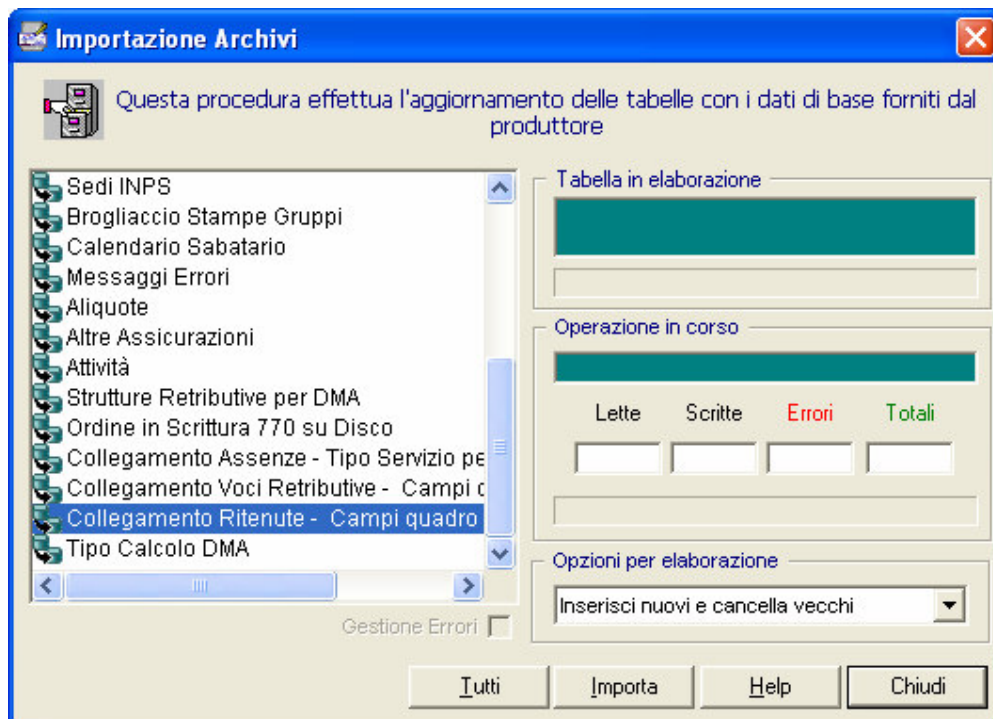 Importazione Archivi
Questa procedura effettua l'aggiornamento delle tabelle con i dati di base forniti dal
produttore
Sedi INPS
Brogliaccio Stampe Gruppi
Calendario Sabatario
Messaggi Errori
Aliquote
Altre Assicurazioni
Attività
Strutture Retributive per DMA
Ordine in Scrittura 770 su Disco
Collegamento Assenze - Tipo Servizio pe
Collegamento Voci Retributive - Campi
Collegamento Ritenute - Campi quadro
Tipo Calcolo DMA
Gestione Errori
Tabella in elaborazione
Operazione in corso
Lette Scritte Errori Totali
Opzioni per elaborazione
Inserisci nuovi e cancella vecchi
Tutti Importa Help Chiudi